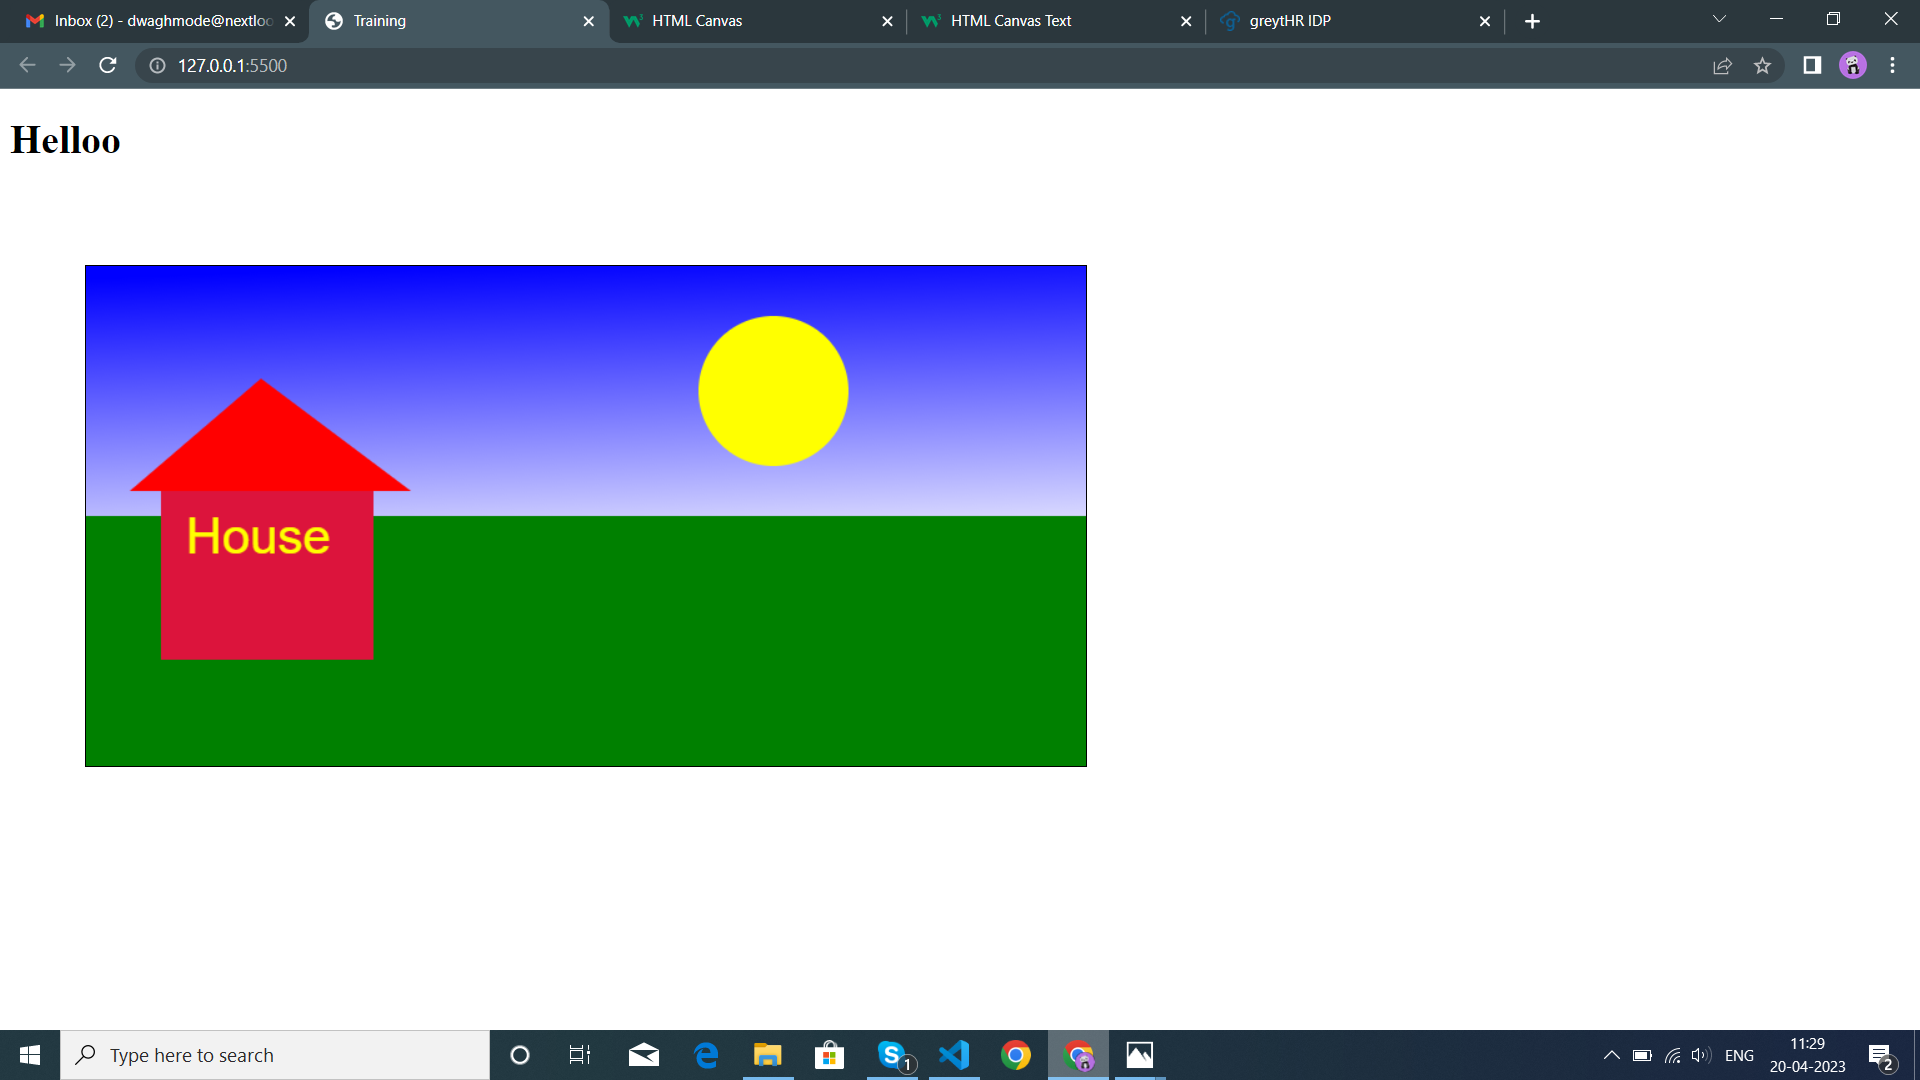 Inbox (2) - dwaghmode@nextloo
Training
HTML Canvas
HTML Canvas Text
greytHR IDP
127.0.0.1:5500
Helloo
House
Type here to search
1
ENG
11:29
20-04-2023
2